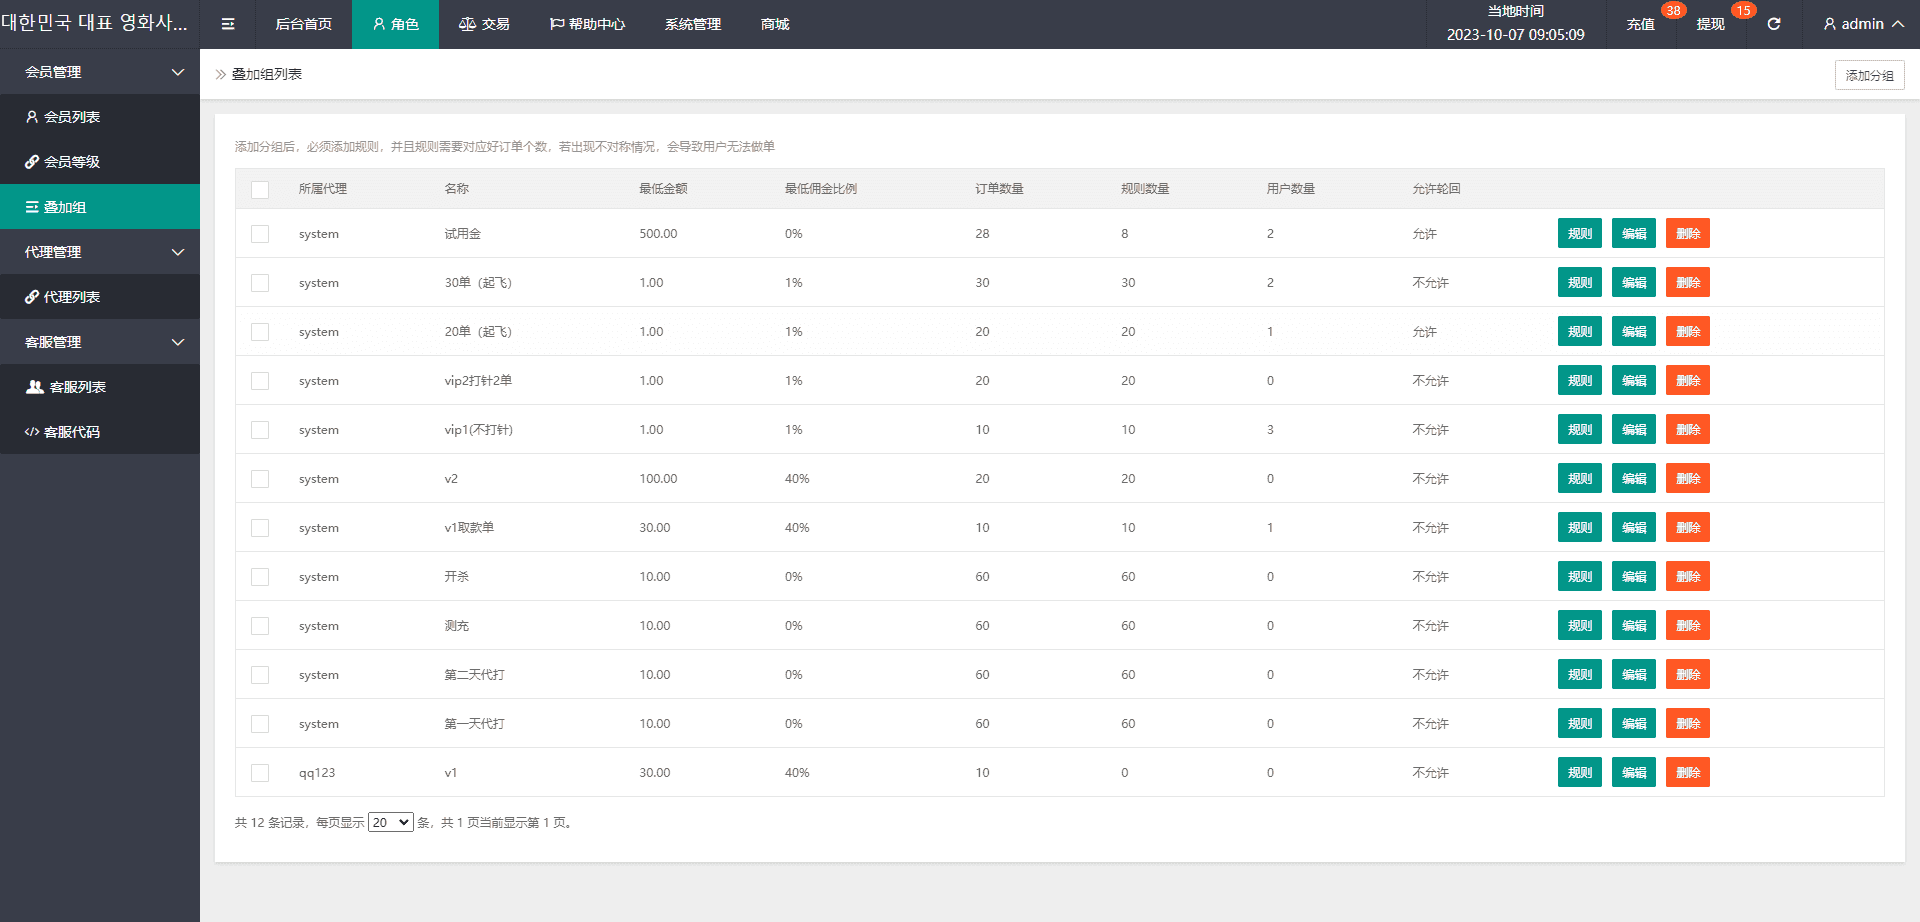 대한민국 대표 영화사...
后台首页
角色
交易
帮助中心
系统管理
商城
当地时间
2023-10-07 09:05:09
充值
38
提现
15
admin
会员管理
会员列表
会员等级
叠加组
代理管理
代理列表
客服管理
客服列表
客服代码
叠加组列表
添加分组
添加分组后，必须添加规则，并且规则需要对应好订单个数，若出现不对称情况，会导致用户无法做单
所属代理 名称 最低金额 最低佣金比例 订单数量 规则数量 用户数量 允许轮回
system 试用金 500.00 0% 28 8 2 允许 规则 编辑 删除
system 30单（起飞） 1.00 1% 30 30 2 不允许 规则 编辑 删除
system 20单（起飞） 1.00 1% 20 20 1 允许 规则 编辑 删除
system vip2打针2单 1.00 1% 20 20 0 不允许 规则 编辑 删除
system vip1(不打针) 1.00 1% 10 10 3 不允许 规则 编辑 删除
system v2 100.00 40% 20 20 0 不允许 规则 编辑 删除
system v1取款单 30.00 40% 10 10 1 不允许 规则 编辑 删除
system 开杀 10.00 0% 60 60 0 不允许 规则 编辑 删除
system 测充 10.00 0% 60 60 0 不允许 规则 编辑 删除
system 第二天代打 10.00 0% 60 60 0 不允许 规则 编辑 删除
system 第一天代打 10.00 0% 60 60 0 不允许 规则 编辑 删除
qq123 v1 30.00 40% 10 0 0 不允许 规则 编辑 删除
共 12 条记录，每页显示 20 条，共 1 页当前显示第 1 页。